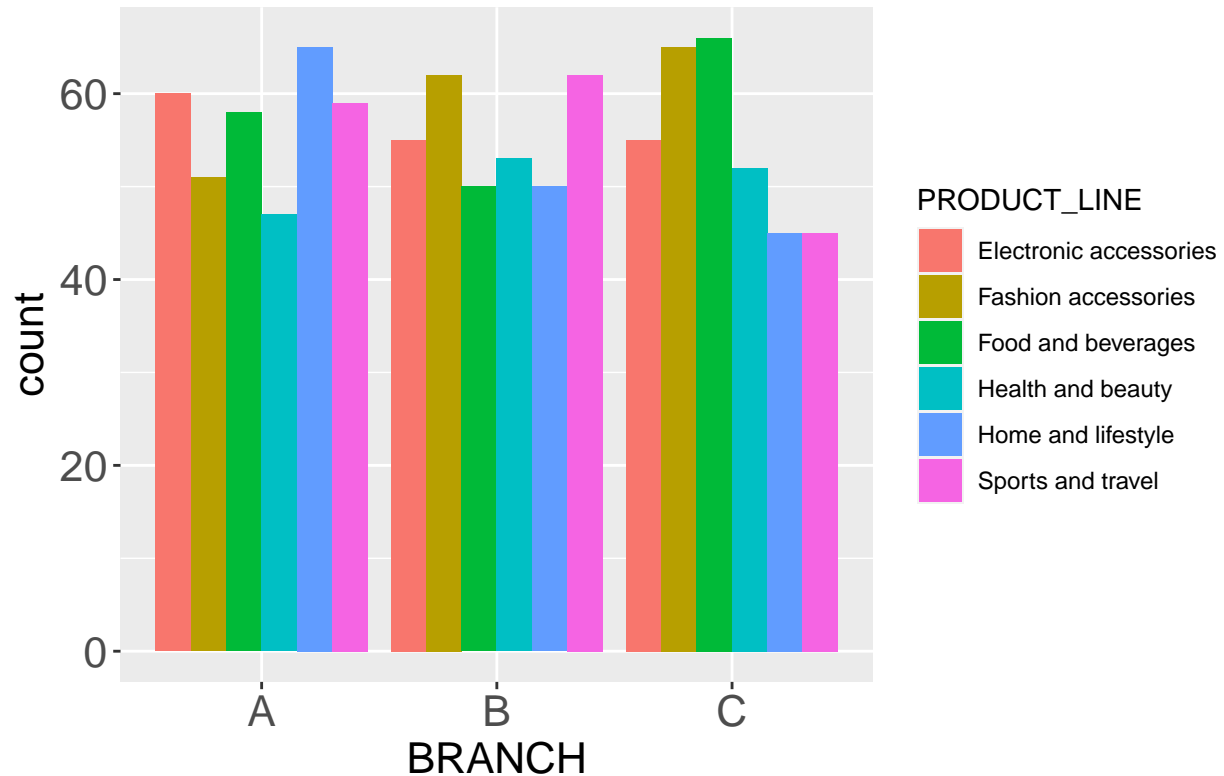 count
60
40
20
0
A
B
C
BRANCH
PRODUCT_LINE
Electronic accessories
Fashion accessories
Food and beverages
Health and beauty
Home and lifestyle
Sports and travel